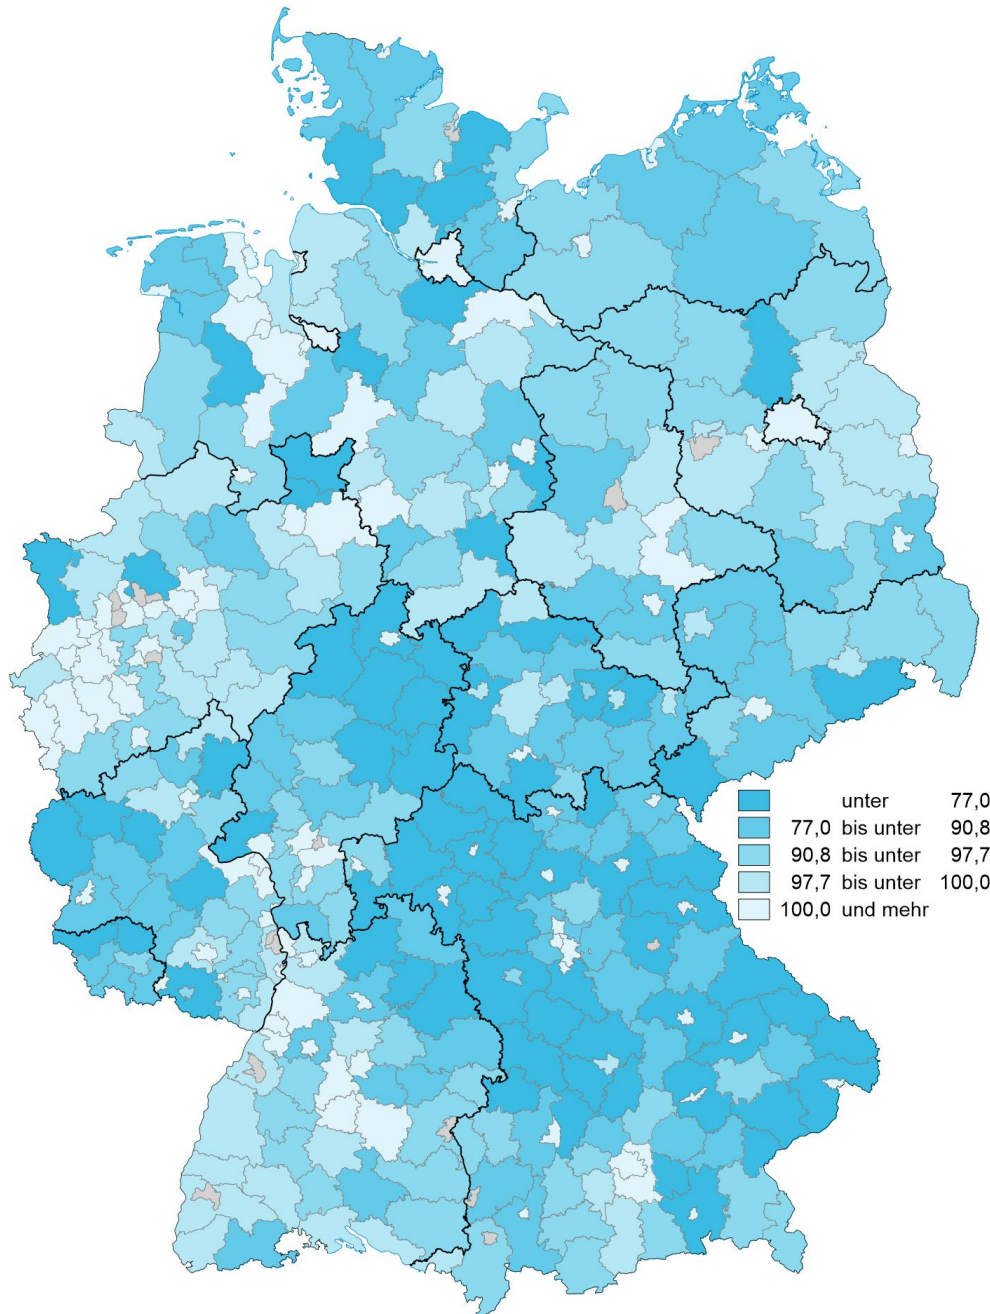 unter 77,0
77,0 bis unter 90,8
90,8 bis unter 97,7
97,7 bis unter 100,0
100,0 und mehr